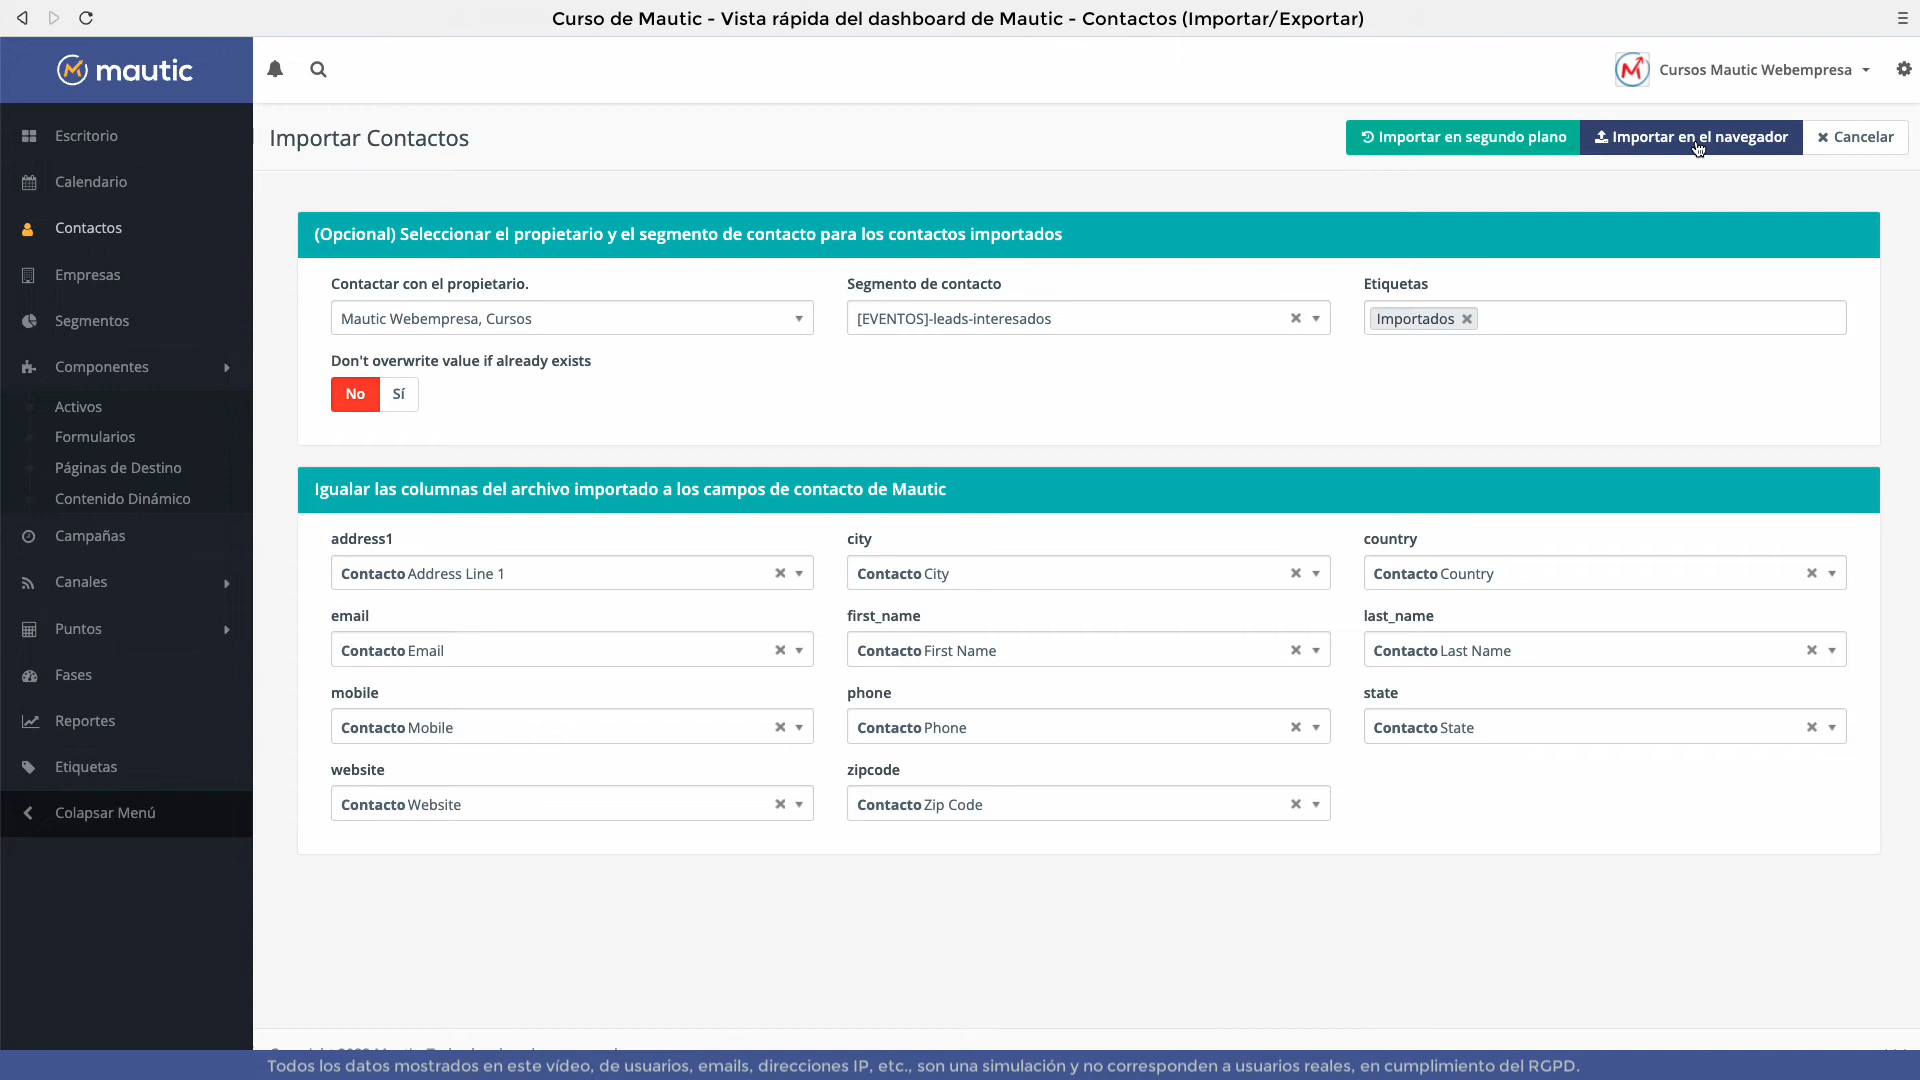 Curso de Mautic - Vista rápida del dashboard de Mautic - Contactos (Importar/Exportar)
mautic
Cursos Mautic Webempresa
Escritorio
Calendario
Contactos
Empresas
Segmentos
Componentes
Activos
Formularios
Páginas de Destino
Contenido Dinámico
Campañas
Canales
Puntos
Fases
Reportes
Etiquetas
Colapsar Menú
Importar Contactos
Importar en segundo plano Importar en el navegador Cancelar
(Opcional) Seleccionar el propietario y el segmento de contacto para los contactos importados
Contactar con el propietario. Segmento de contacto Etiquetas
Mautic Webempresa, Cursos [EVENTOS]-leads-interesados Importados
Don't overwrite value if already exists
No Sí
Igualar las columnas del archivo importado a los campos de contacto de Mautic
address1 city country
Contacto Address Line 1 Contacto City Contacto Country
email first_name last_name
Contacto Email Contacto First Name Contacto Last Name
mobile phone state
Contacto Mobile Contacto Phone Contacto State
website zipcode
Contacto Website Contacto Zip Code
Todos los datos mostrados en este vídeo, de usuarios, emails, direcciones IP, etc., son una simulación y no corresponden a usuarios reales, en cumplimiento del RGPD.